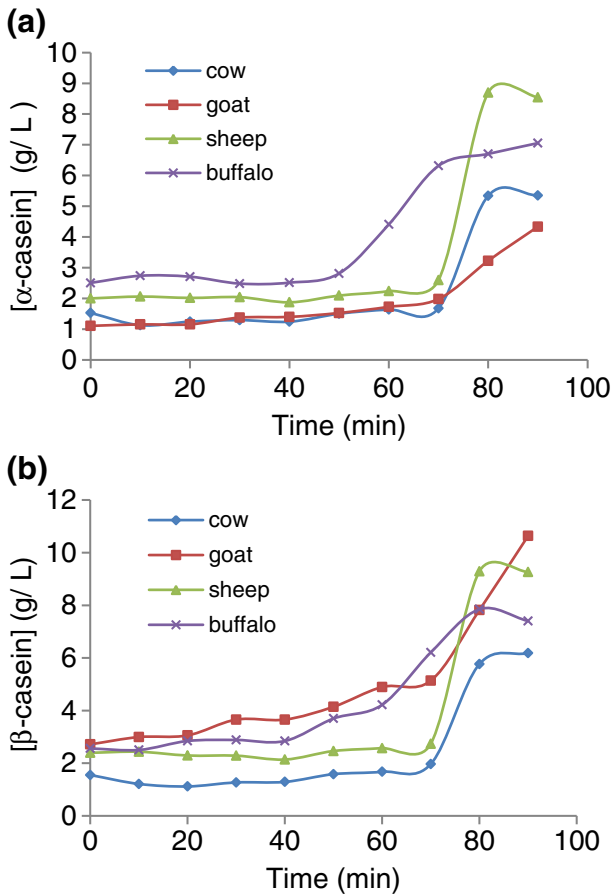 (a)
[α-casein] (g/ L)
10
9
8
7
6
5
4
3
2
1
0
cow
goat
sheep
buffalo
0 20 40 60 80 100
Time (min)
(b)
[β-casein] (g/ L)
12
10
8
6
4
2
0
cow
goat
sheep
buffalo
0 20 40 60 80 100
Time (min)